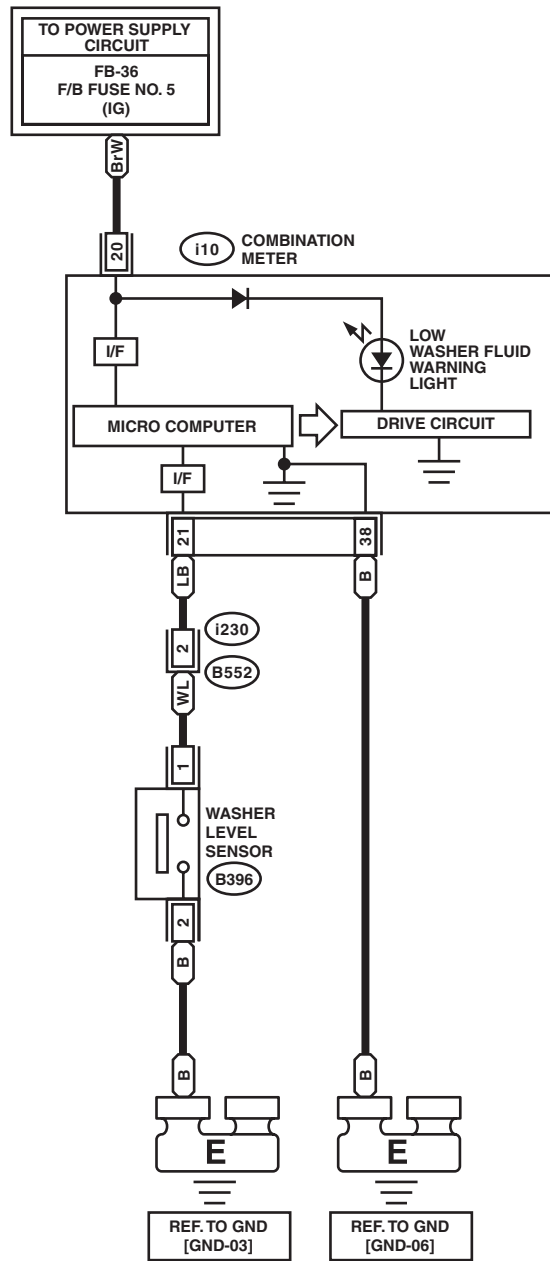 TO POWER SUPPLY
CIRCUIT
FB-36
F/B FUSE NO. 5
(IG)
BrW
20
i10
COMBINATION
METER
I/F
LOW
WASHER FLUID
WARNING
LIGHT
MICRO COMPUTER
DRIVE CIRCUIT
I/F
21
38
LB
B
2
i230
B552
WL
1
WASHER
LEVEL
SENSOR
B396
2
B
B
B
E
E
REF. TO GND
[GND-03]
REF. TO GND
[GND-06]